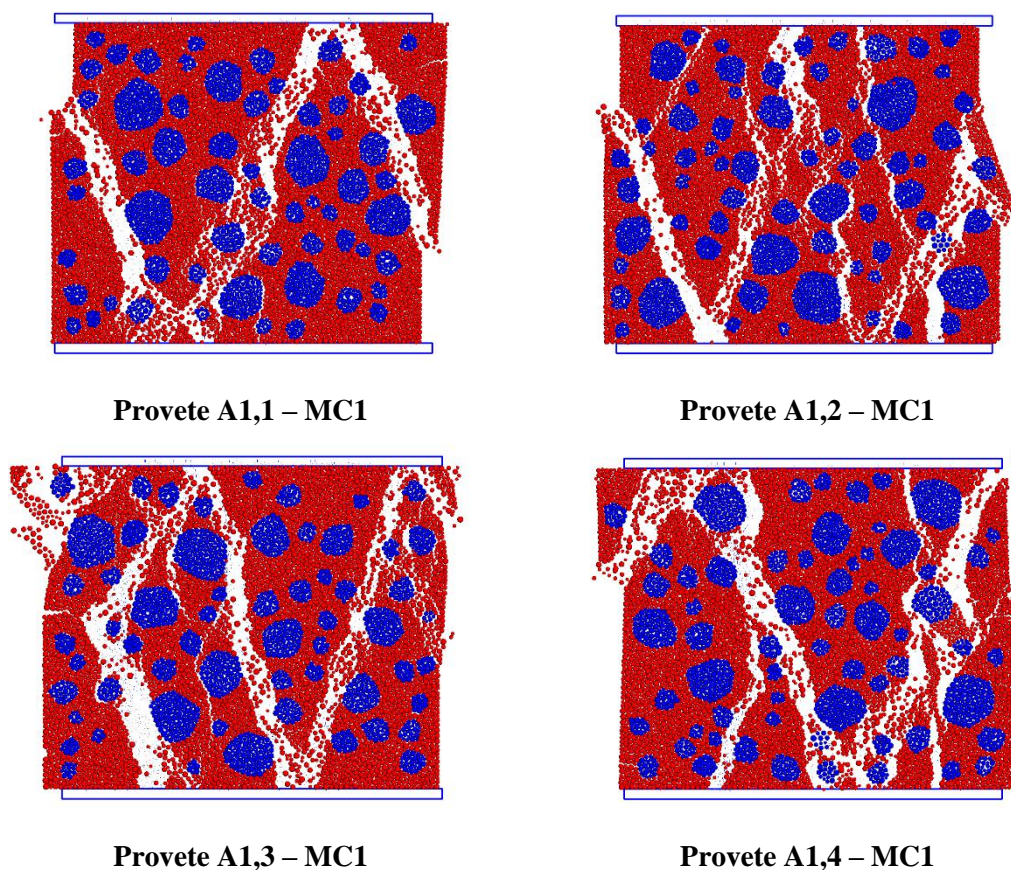 Provete A1,1 – MC1
Provete A1,2 – MC1
Provete A1,3 – MC1
Provete A1,4 – MC1